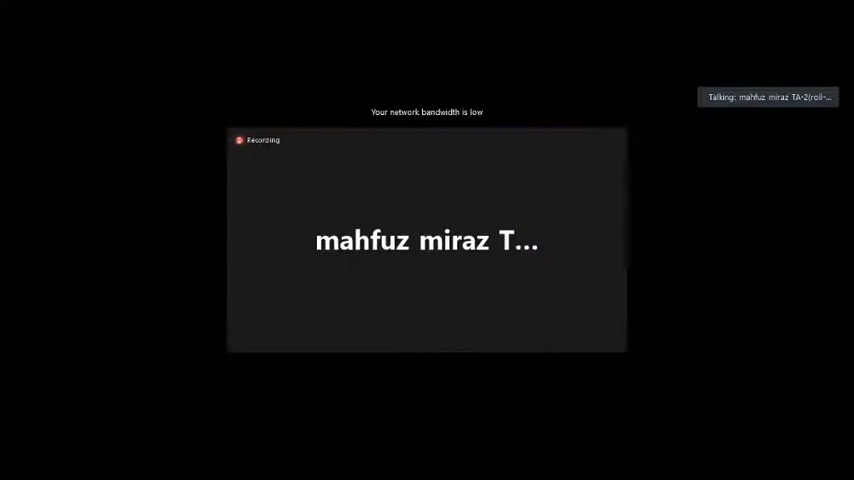 Talking: mahfuz miraz TA-2(roll-...
Your network bandwidth is low
Recording
mahfuz miraz T...